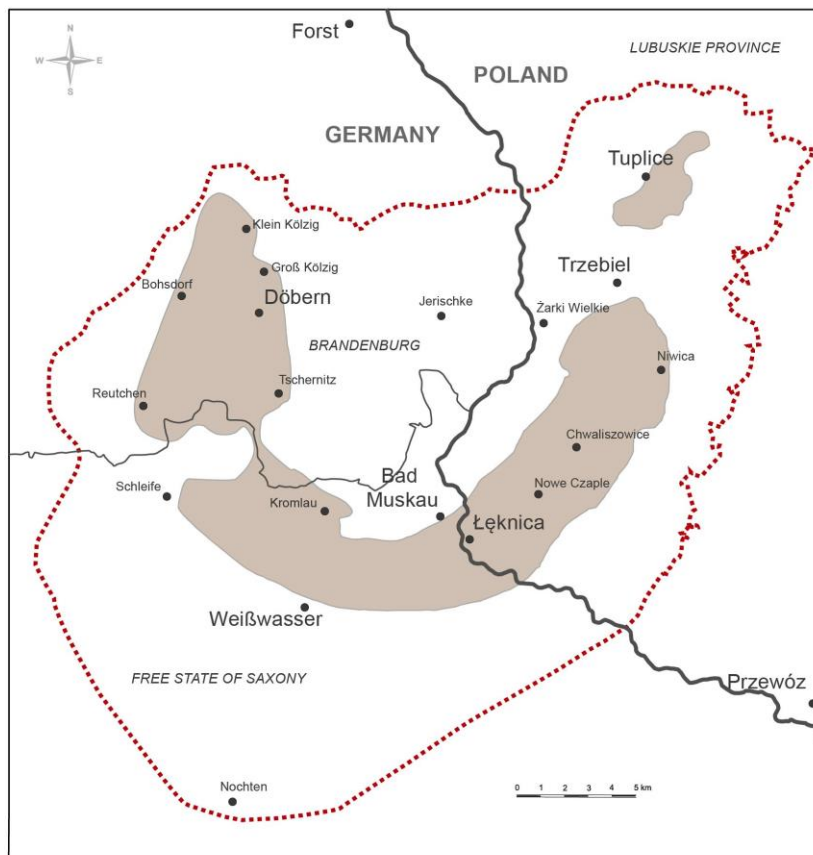 N
W E
S
Forst
LUBUSKIE PROVINCE
POLAND
GERMANY
Tuplice
Klein Kölzig
Groß Kölzig
Bohsdorf
Döbern
Trzebiel
Jerischke
Żarki Wielkie
BRANDENBURG
Niwica
Tschernitz
Reutchen
Chwaliszowice
Bad
Muskau
Schleife
Nowe Czaple
Kromlau
Łęknica
Weißwasser
FREE STATE OF SAXONY
Przewóz
Nochten
0 1 2 3 4 5 km